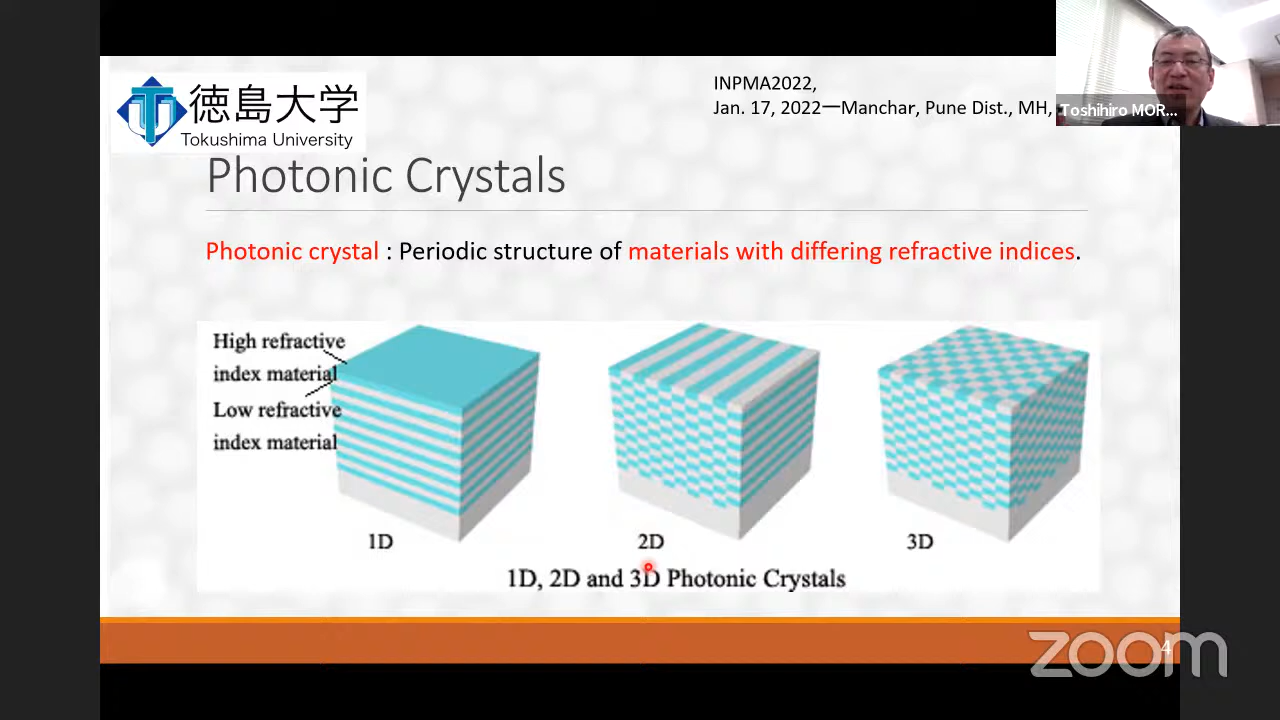 徳島大学
Tokushima University
INPMA2022,
Jan. 17, 2022—Manchar, Pune Dist., MH,
Toshihiro MOR...
Photonic Crystals
Photonic crystal : Periodic structure of materials with differing refractive indices.
High refractive
index material
Low refractive
index material
1D
2D
3D
1D, 2D and 3D Photonic Crystals
zoom
4